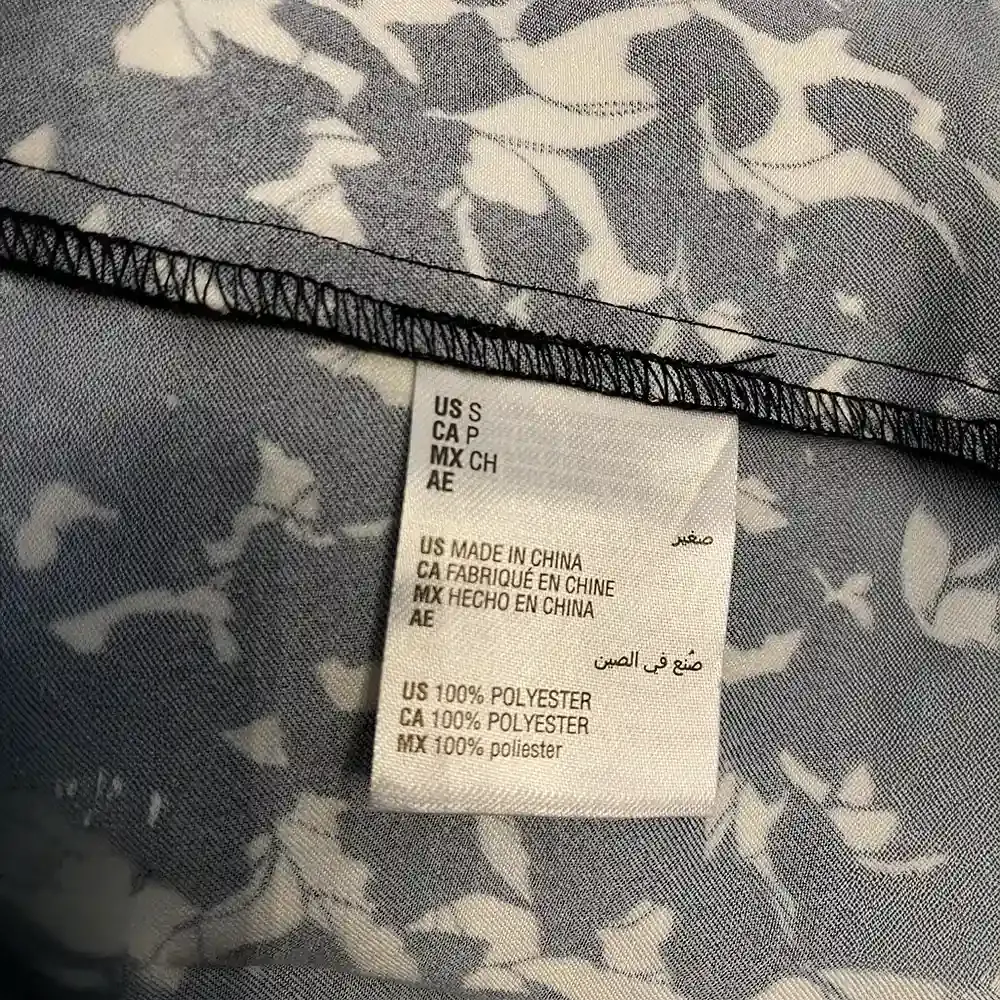 US S
CA P
MX CH
AE
صغير
US MADE IN CHINA
CA FABRIQUÉ EN CHINE
MX HECHO EN CHINA
AE
صُنع في الصين
US 100% POLYESTER
CA 100% POLYESTER
MX 100% poliester